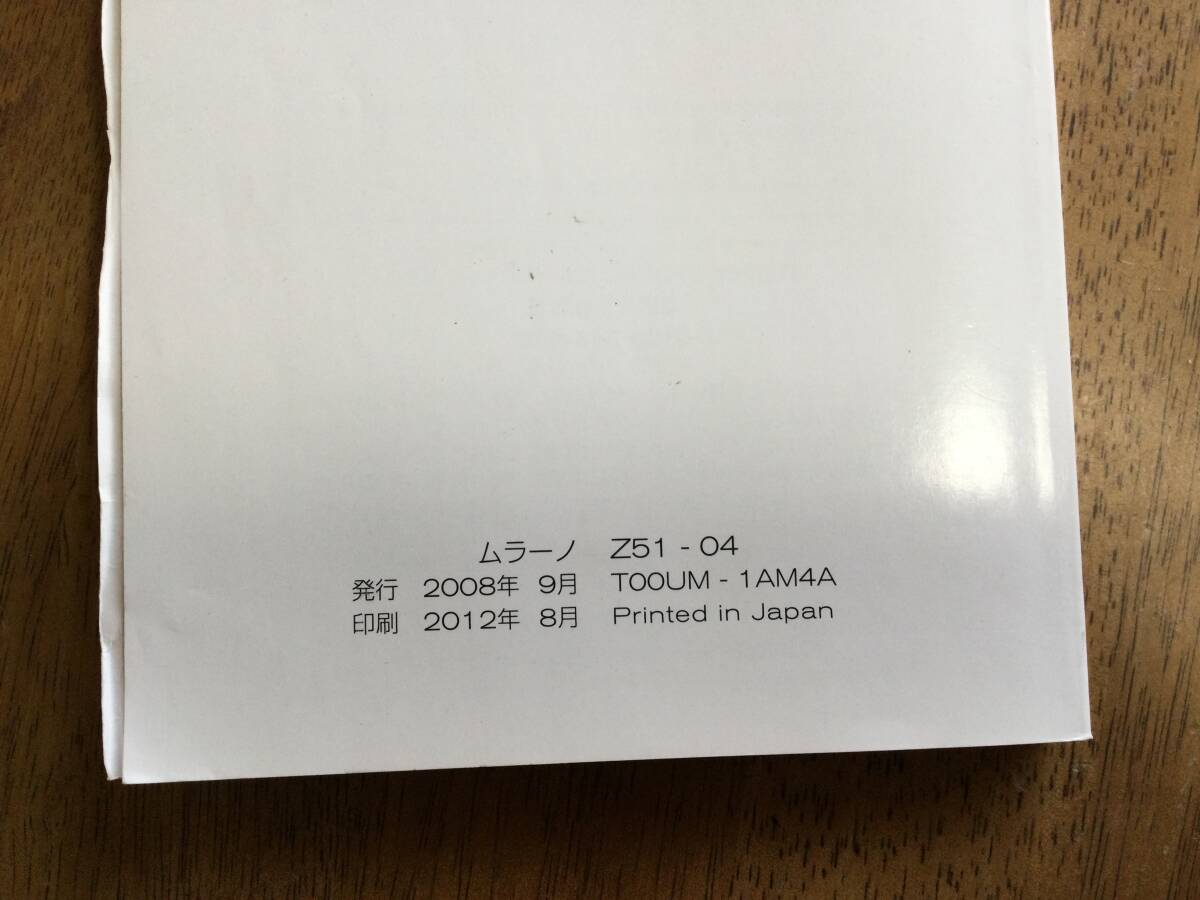 ムラーノ Z51 - 04
発行 2008年 9月 T00UM - 1AM4A
印刷 2012年 8月 Printed in Japan